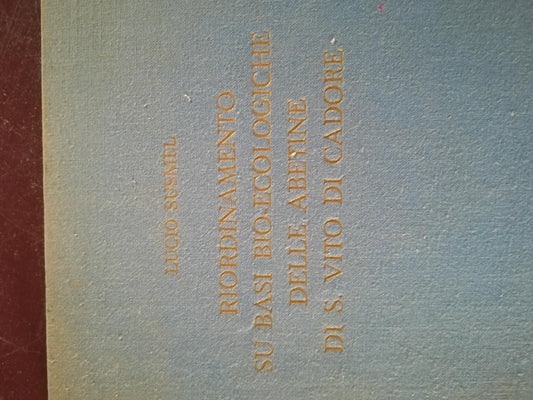 LUCIO SUSMEL
RIORDINAMENTO
SU BASI BIO-ECOLOGICHE
DELLE ABETINE
DI S. VITO DI CADORE